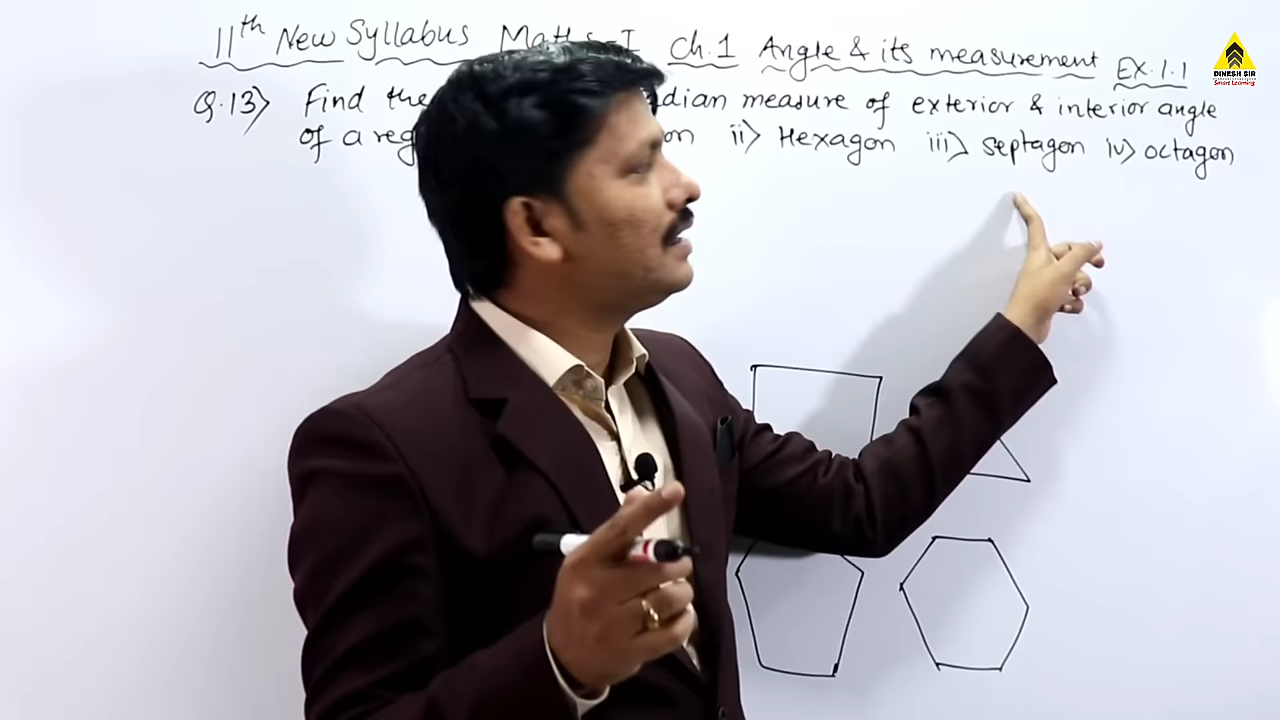 11th New Syllabus Maths-I Ch.1 Angle & its measurement Ex.1.1
Q.13) Find the dian measure of exterior & interior angle
of a reg on ii) Hexagon iii) Septagon iv) octagon
DINESH SIR
Smart Learning